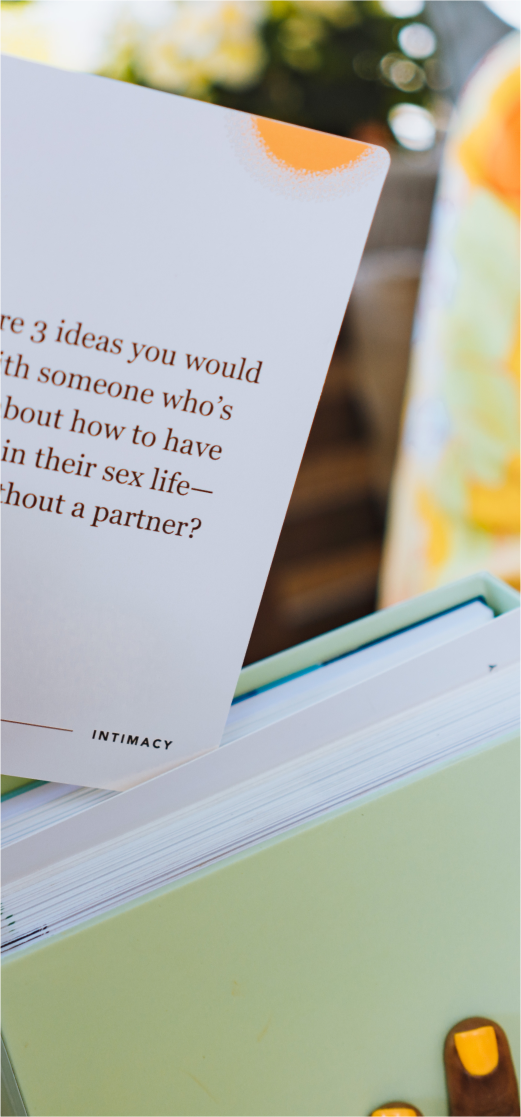 re 3 ideas you would
ith someone who's
bout how to have
in their sex life—
thout a partner?
INTIMACY